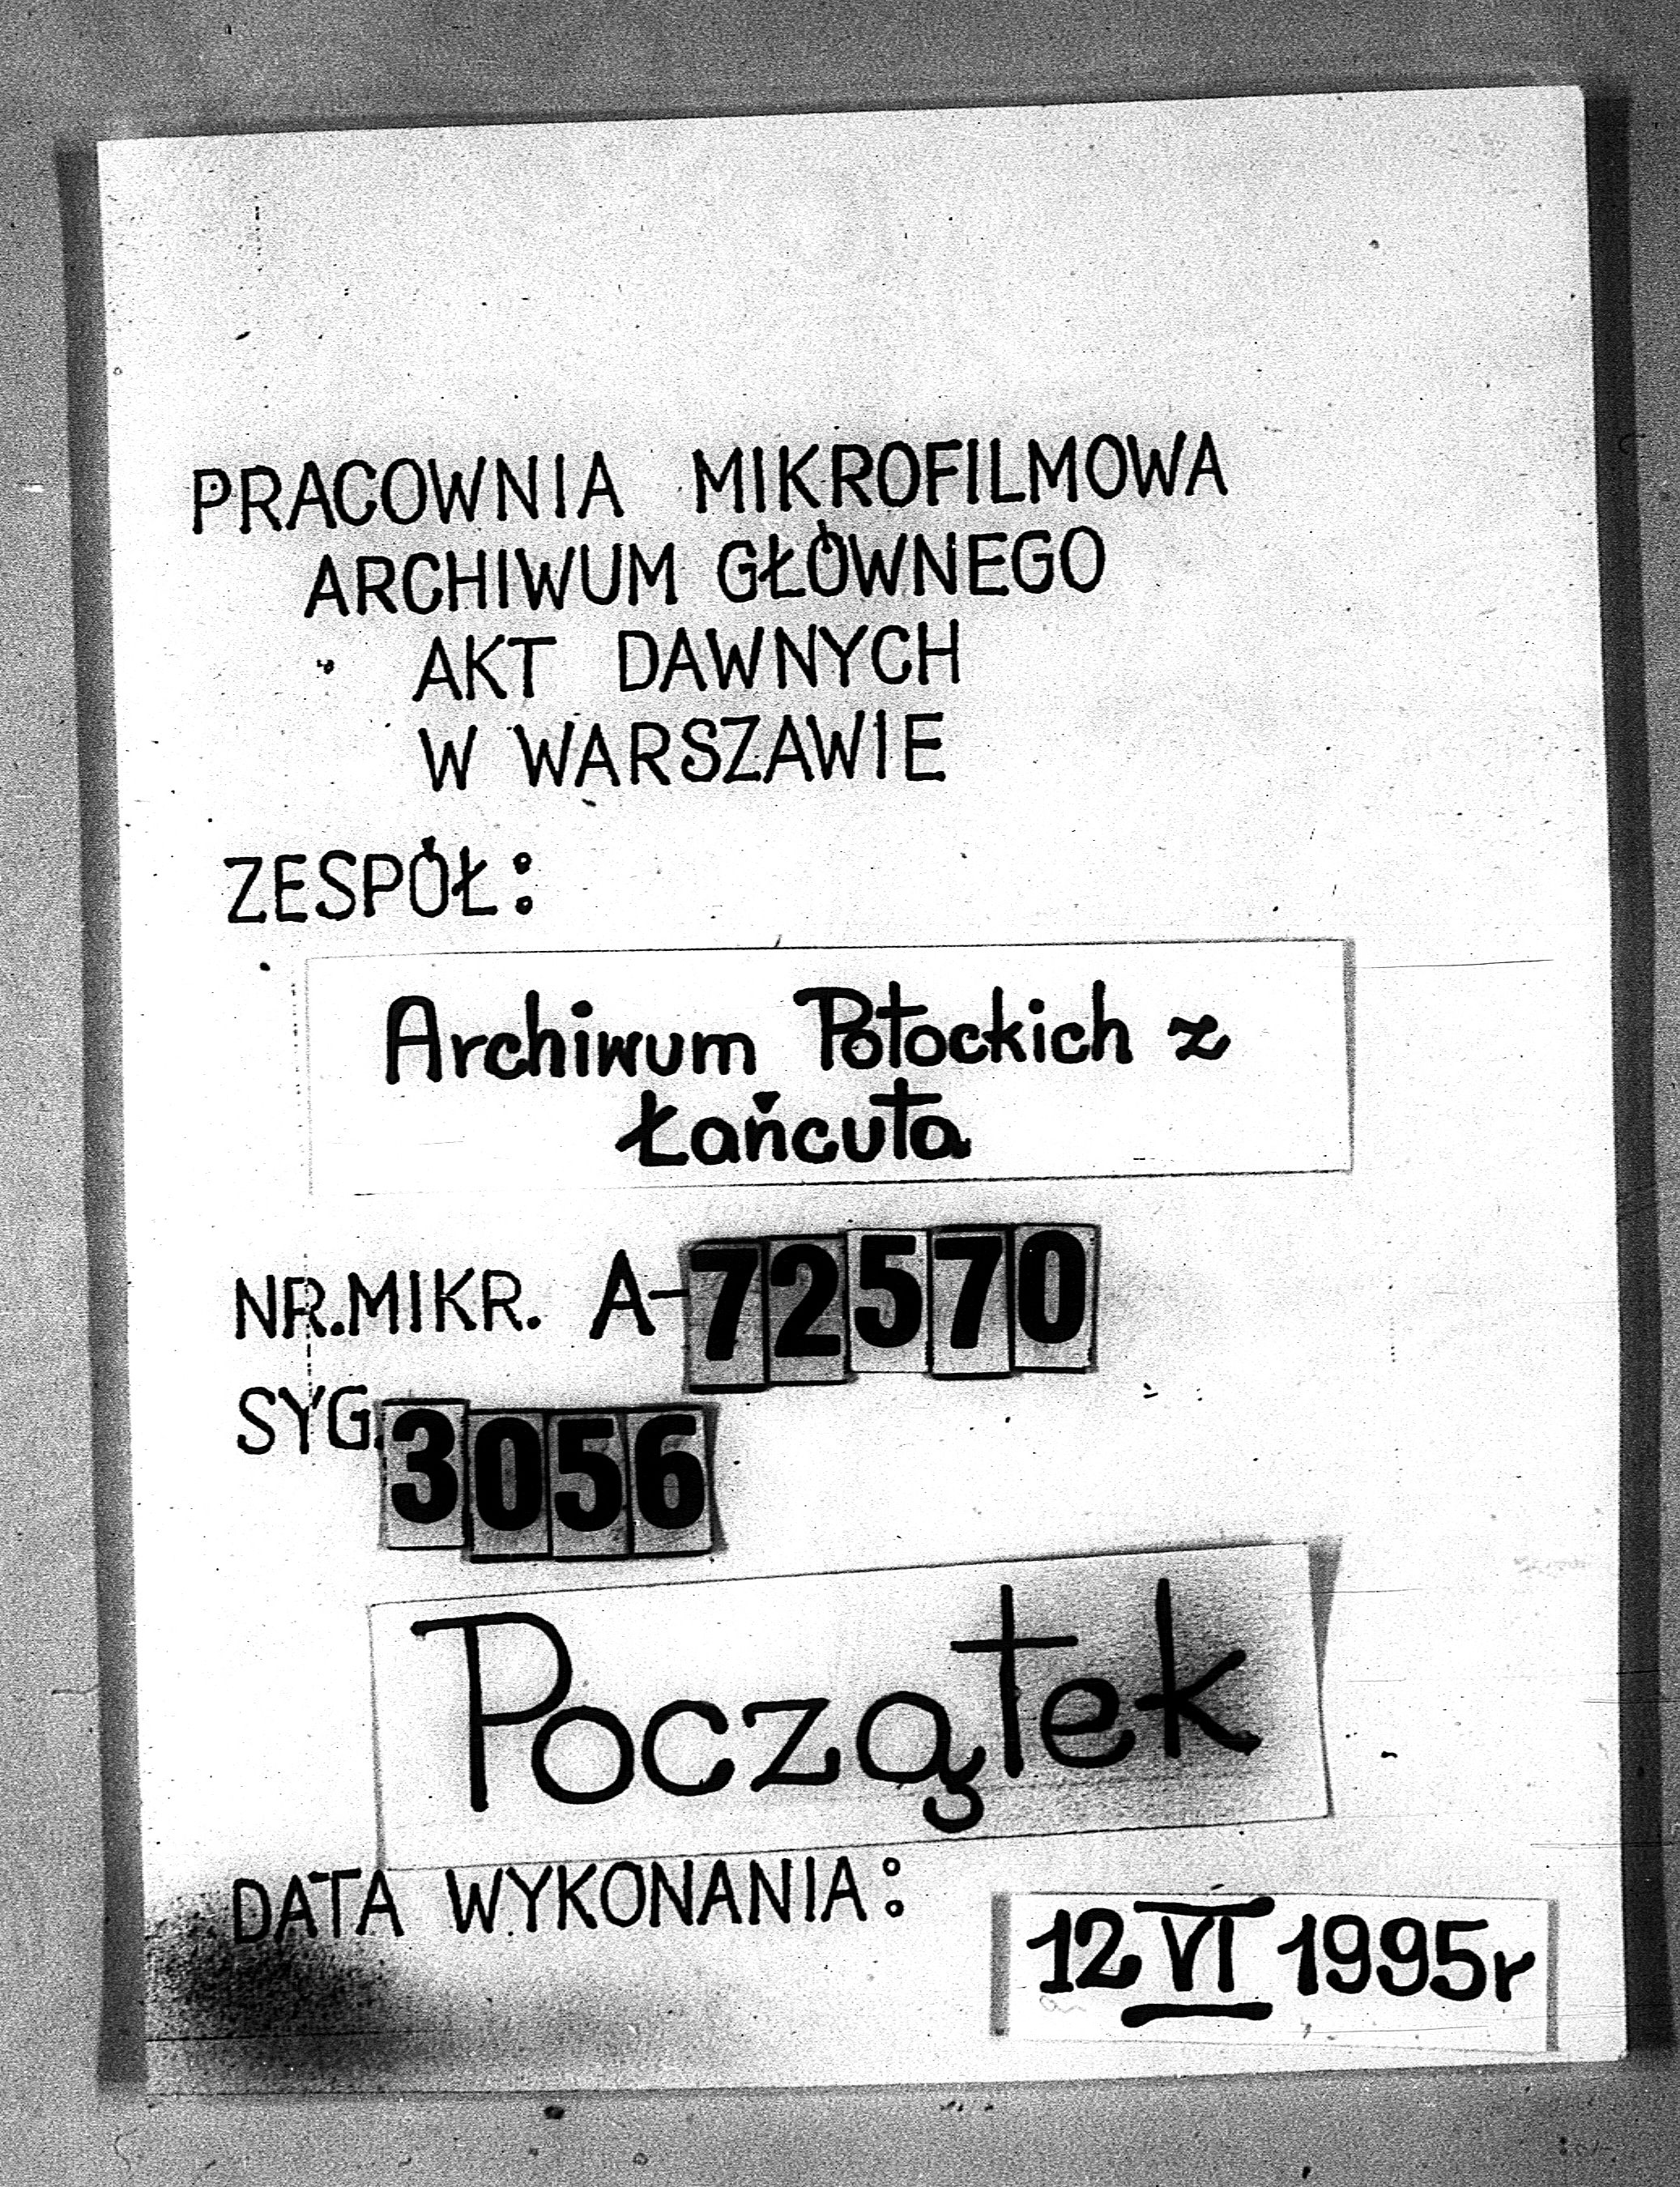 PRACOWNIA MIKROFILMOWA
ARCHIWUM GŁÓWNEGO
AKT DAWNYCH
W WARSZAWIE
ZESPÓŁ:
Archiwum Potockich z
Łańcuta
NR.MIKR. A-72570
SYG.3056
Początek
DATA WYKONANIA:
12 VI 1995r